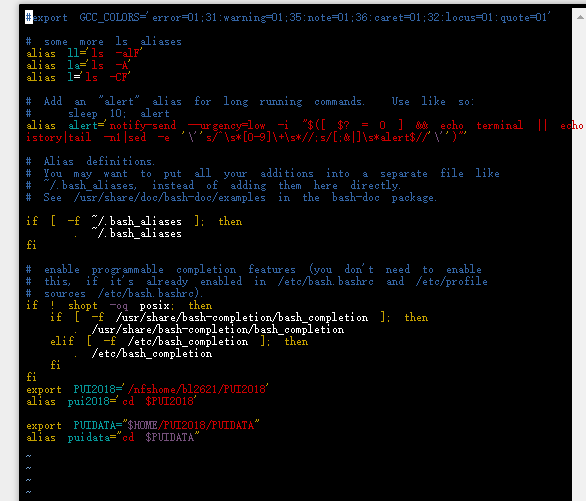 #export GCC_COLORS='error=01;31:warning=01;35:note=01;36:caret=01;32:locus=01:quote=01'
# some more ls aliases
alias ll='ls -alF'
alias la='ls -A'
alias l='ls -CF'
# Add an "alert" alias for long running commands. Use like so:
# sleep 10; alert
alias alert='notify-send --urgency=low -i "$([ $? = 0 ] && echo terminal || echo
istory|tail -n1|sed -e '\''s/^\s*[0-9]\+\s*//;s/[;&|]\s*alert$//'\'')"'
# Alias definitions.
# You may want to put all your additions into a separate file like
# ~/.bash_aliases, instead of adding them here directly.
# See /usr/share/doc/bash-doc/examples in the bash-doc package.
if [ -f ~/.bash_aliases ]; then
. ~/.bash_aliases
fi
# enable programmable completion features (you don't need to enable
# this, if it's already enabled in /etc/bash.bashrc and /etc/profile
# sources /etc/bash.bashrc).
if ! shopt -oq posix; then
if [ -f /usr/share/bash-completion/bash_completion ]; then
. /usr/share/bash-completion/bash_completion
elif [ -f /etc/bash_completion ]; then
. /etc/bash_completion
fi
fi
export PUI2018='/nfshome/bl2621/PUI2018'
alias pui2018='cd $PUI2018'
export PUIDATA="$HOME/PUI2018/PUIDATA"
alias puidata="cd $PUIDATA"
~
~
~
~